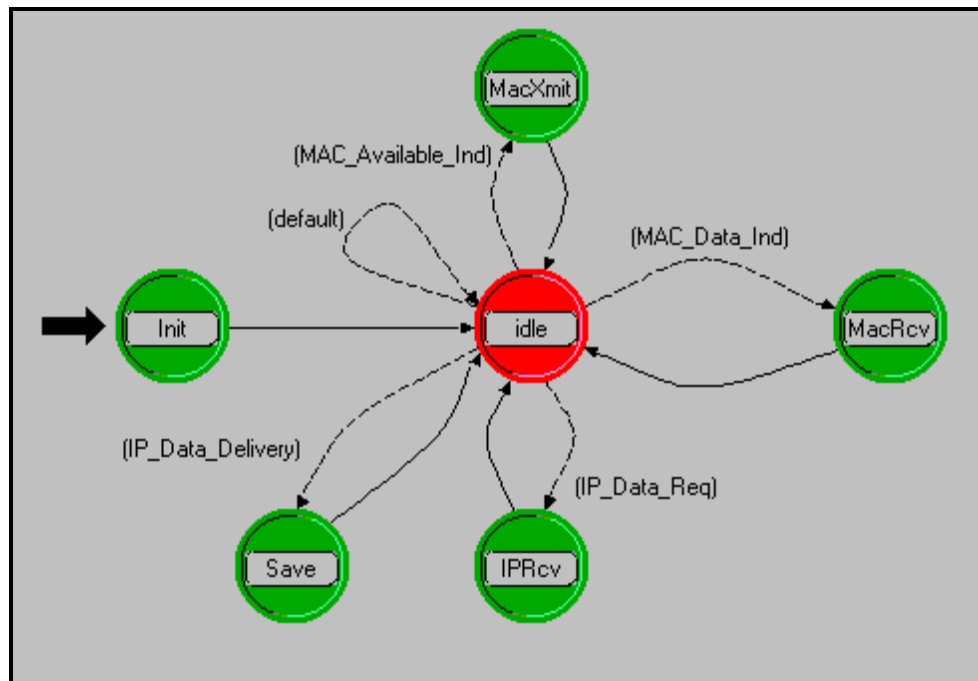 MacXmit
(MAC_Available_Ind)
(default)
(MAC_Data_Ind)
Init
idle
MacRcv
(IP_Data_Delivery)
(IP_Data_Req)
Save
IPRcv